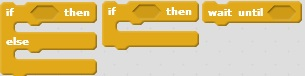 if then
else
if then
wait until